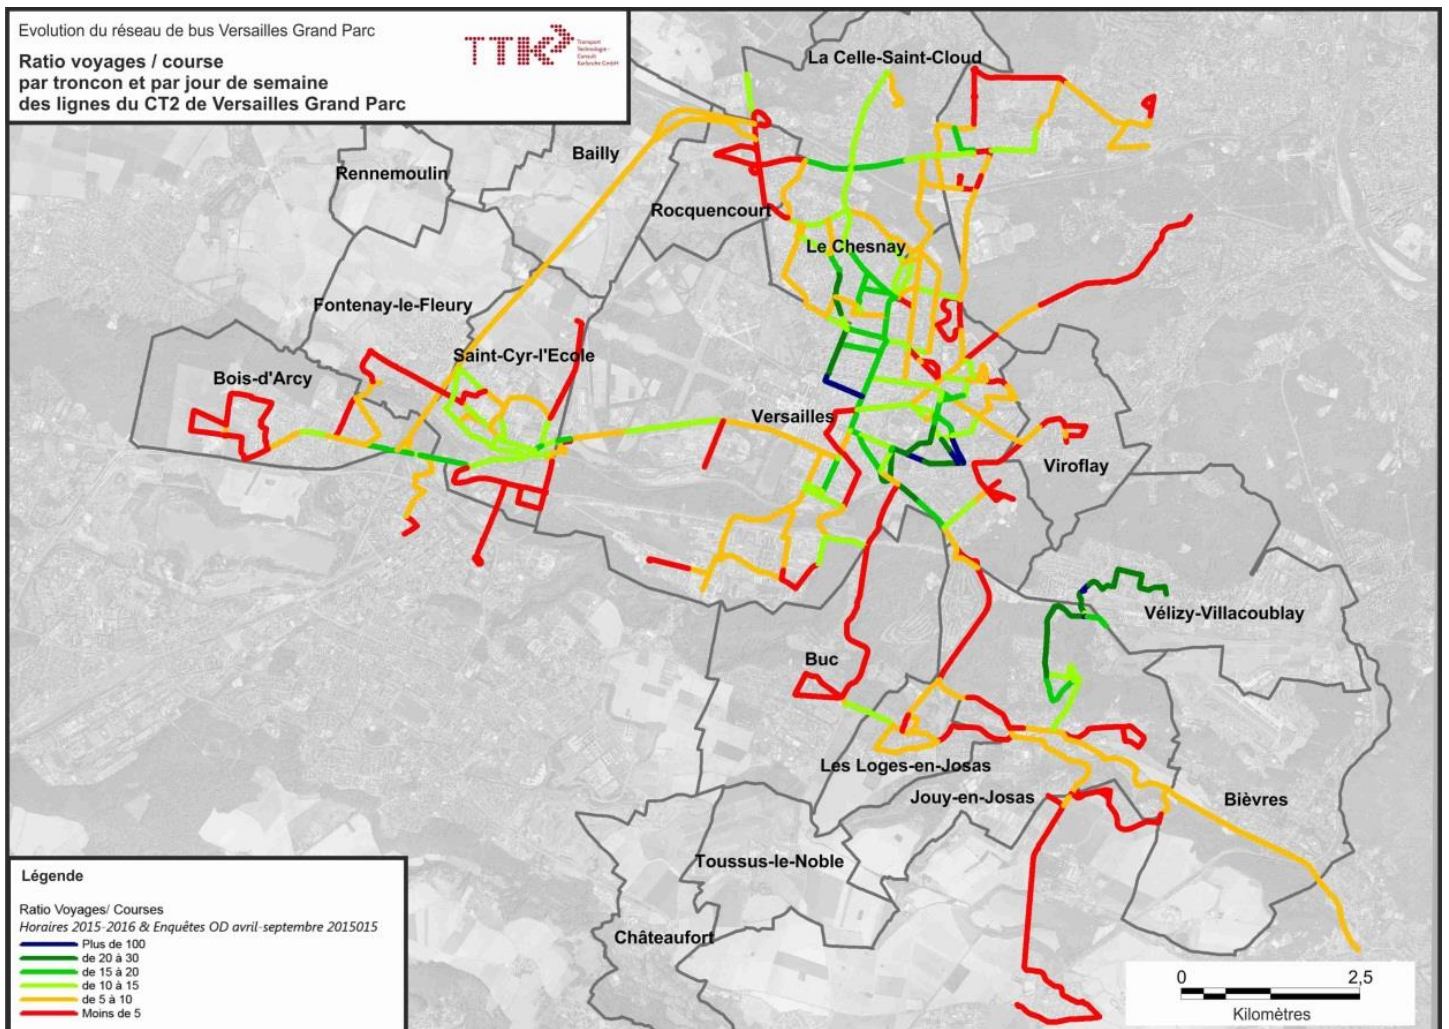 Evolution du réseau de bus Versailles Grand Parc
Ratio voyages / course
par troncon et par jour de semaine
des lignes du CT2 de Versailles Grand Parc
TTK
Transport
Technologie-
Consult
Karlsruhe GmbH
La Celle-Saint-Cloud
Bailly
Rennemoulin
Rocquencourt
Le Chesnay
Fontenay-le-Fleury
Saint-Cyr-l'Ecole
Bois-d'Arcy
Versailles
Viroflay
Vélizy-Villacoublay
Buc
Les Loges-en-Josas
Jouy-en-Josas
Bièvres
Toussus-le-Noble
Châteaufort
Légende
Ratio Voyages/ Courses
Horaires 2015-2016 & Enquêtes OD avril-septembre 2015015
Plus de 100
de 20 à 30
de 15 à 20
de 10 à 15
de 5 à 10
Moins de 5
0 2,5
Kilomètres